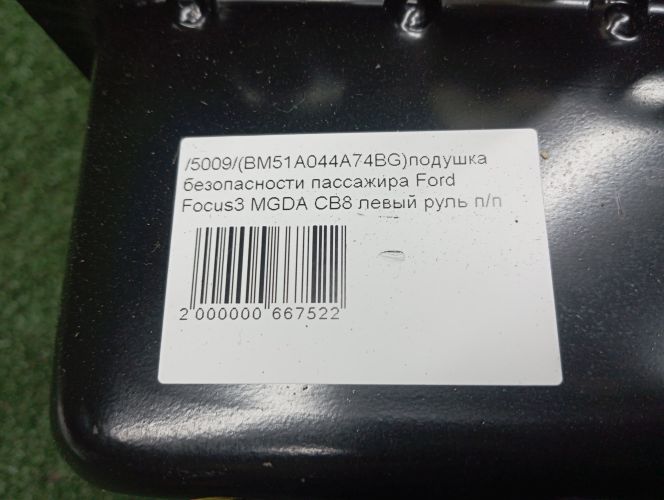 /5009/(BM51A044A74BG)подушка
безопасности пассажира Ford
Focus3 MGDA CB8 левый руль п/п
2 000000 667522